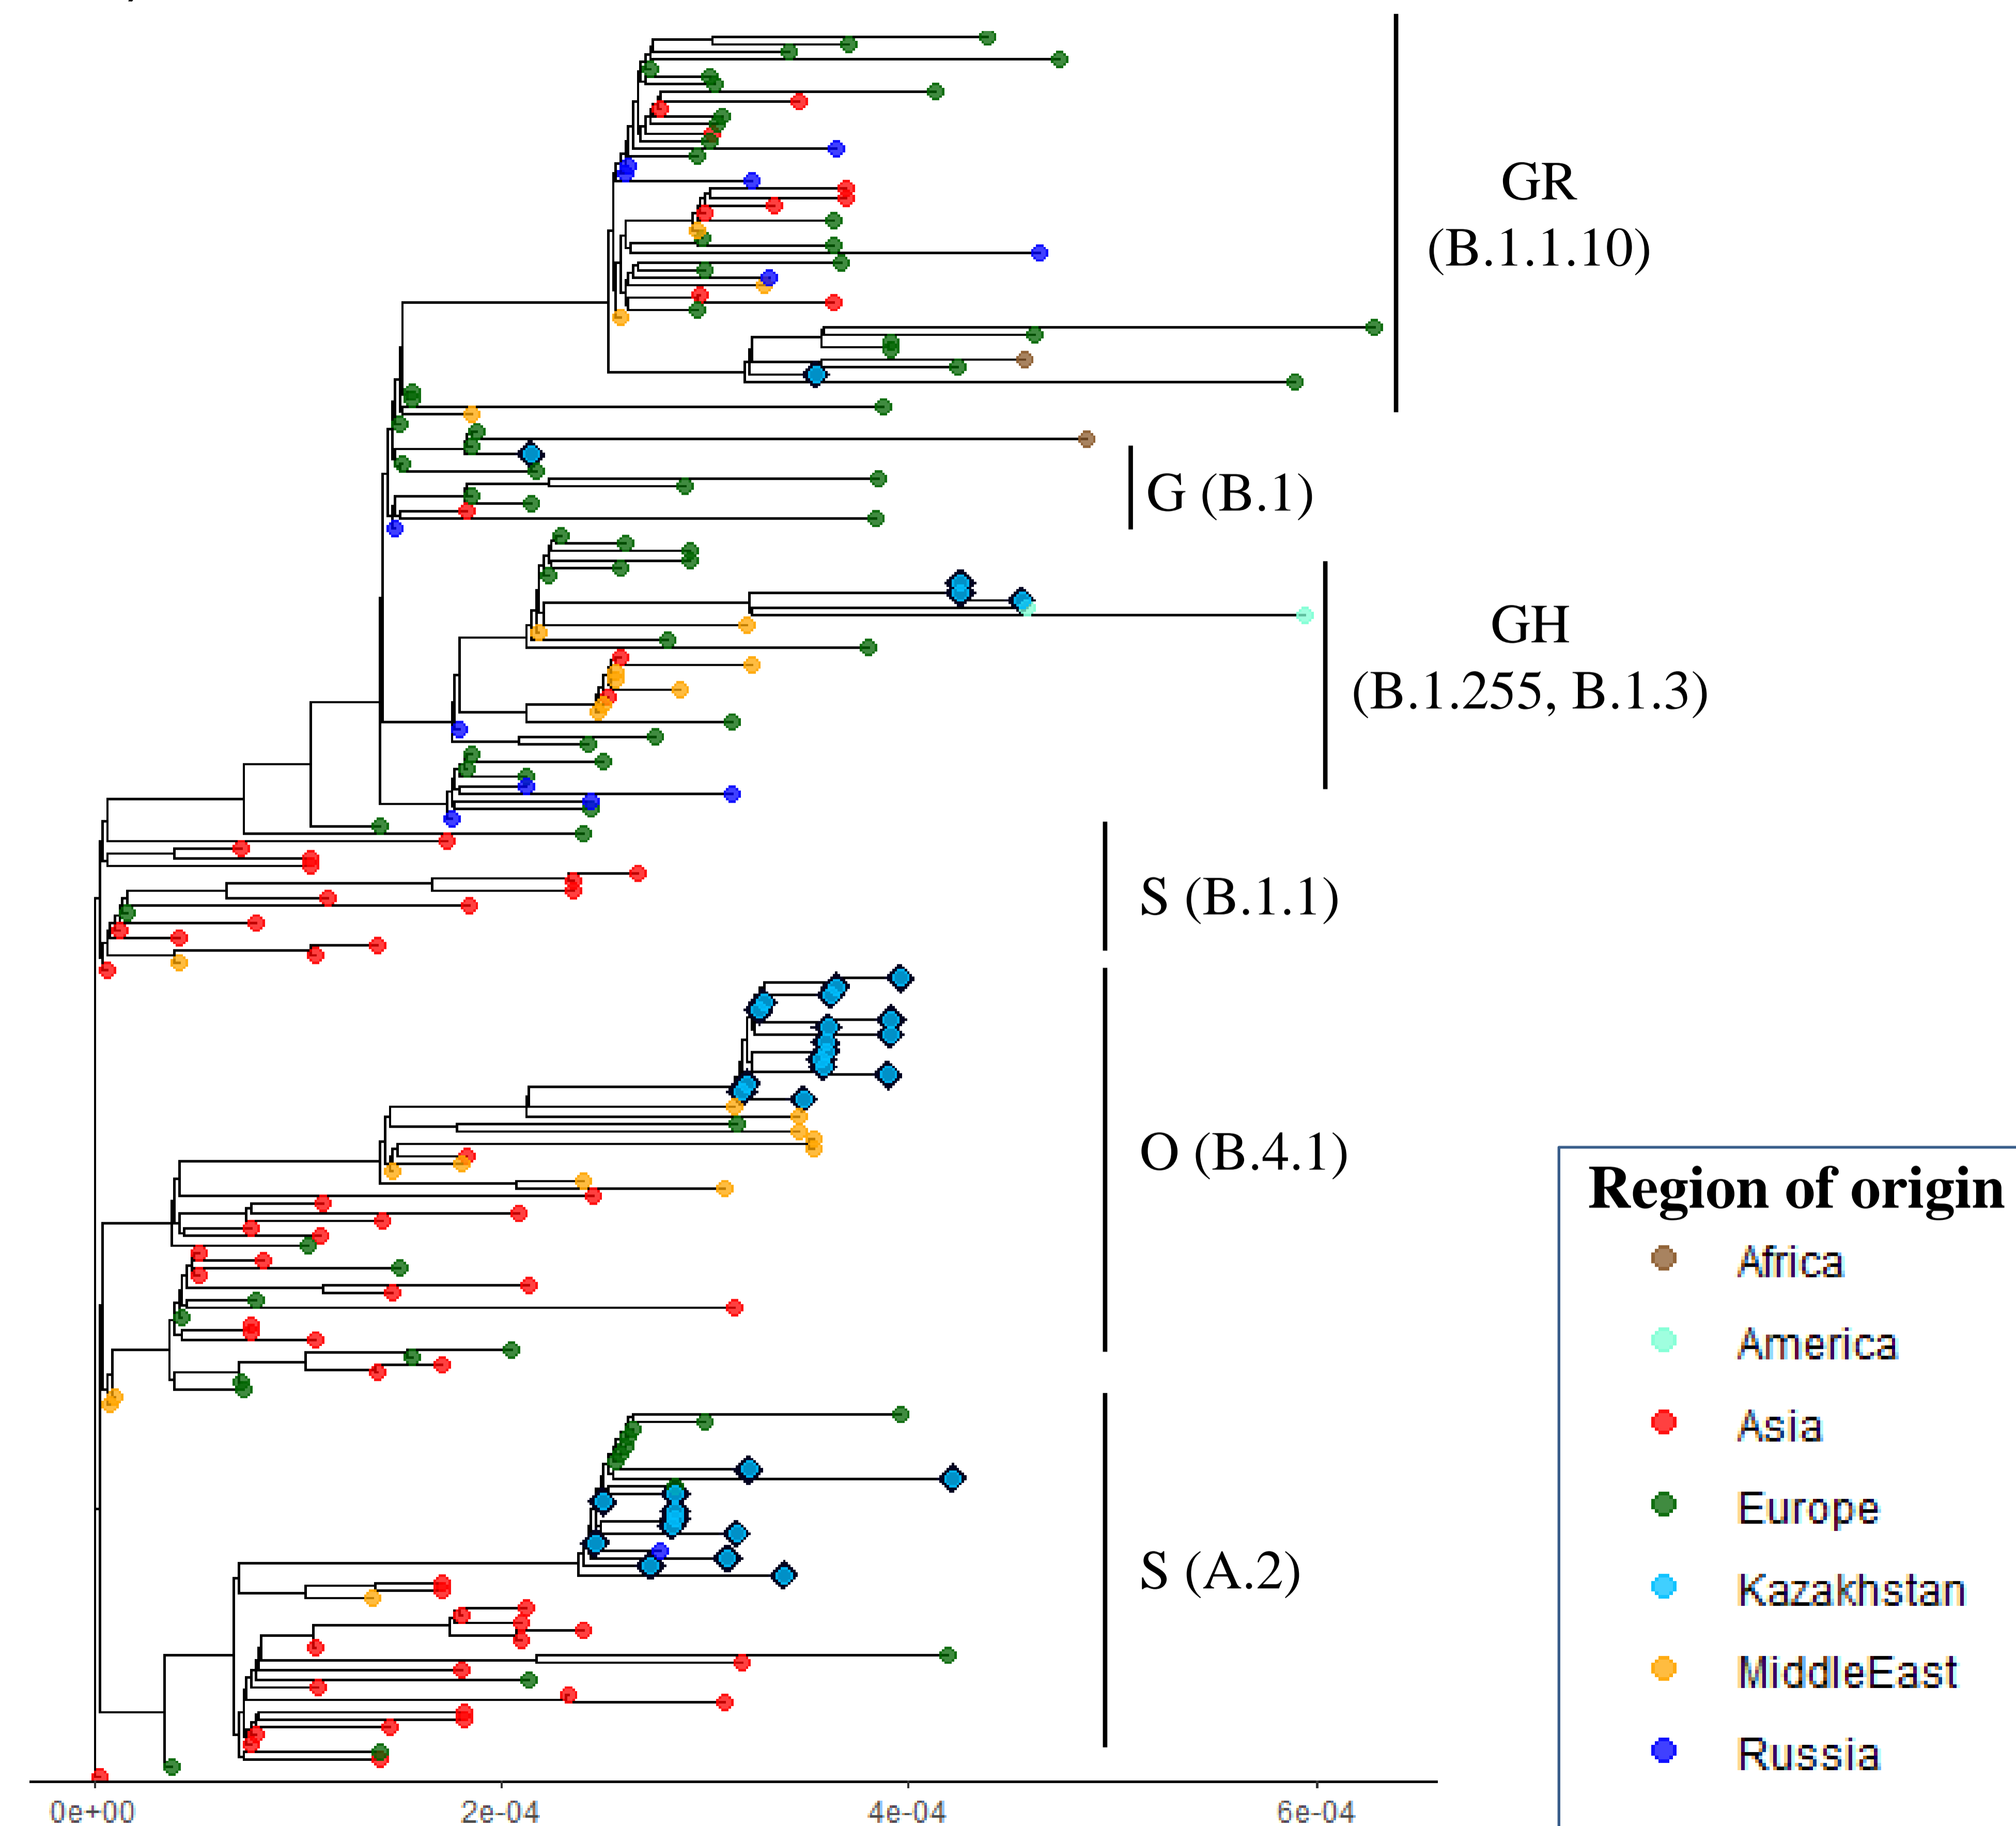 GR
(B.1.1.10)
G (B.1)
GH
(B.1.255, B.1.3)
S (B.1.1)
O (B.4.1)
S (A.2)
Region of origin
Africa
America
Asia
Europe
Kazakhstan
MiddleEast
Russia
0e+00 2e-04 4e-04 6e-04